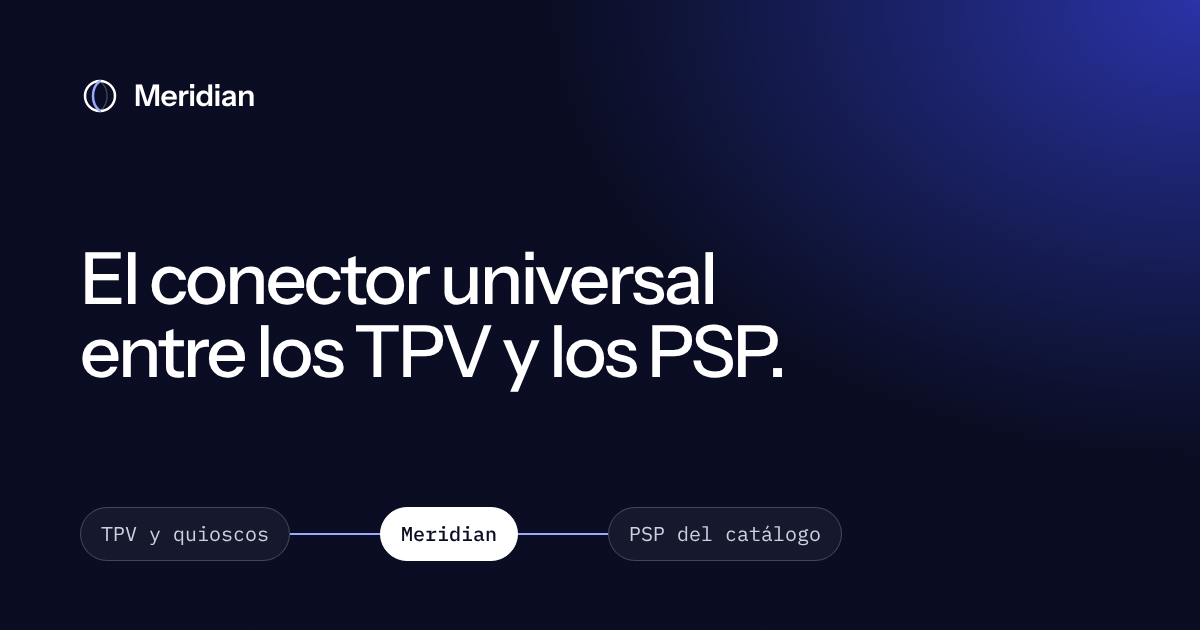 Meridian
El conector universal
entre los TPV y los PSP.
TPV y quioscos
Meridian
PSP del catálogo